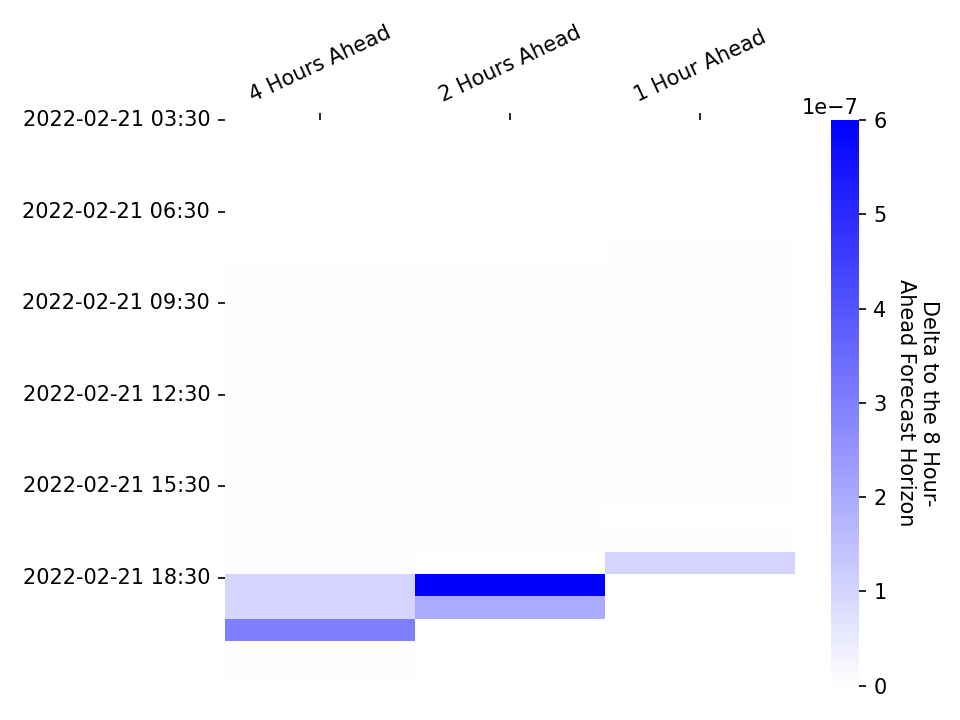 4 Hours Ahead
2 Hours Ahead
1 Hour Ahead
1e−7
2022-02-21 03:30
2022-02-21 06:30
2022-02-21 09:30
2022-02-21 12:30
2022-02-21 15:30
2022-02-21 18:30
6
5
4
3
2
1
0
Delta to the 8 Hour-
Ahead Forecast Horizon